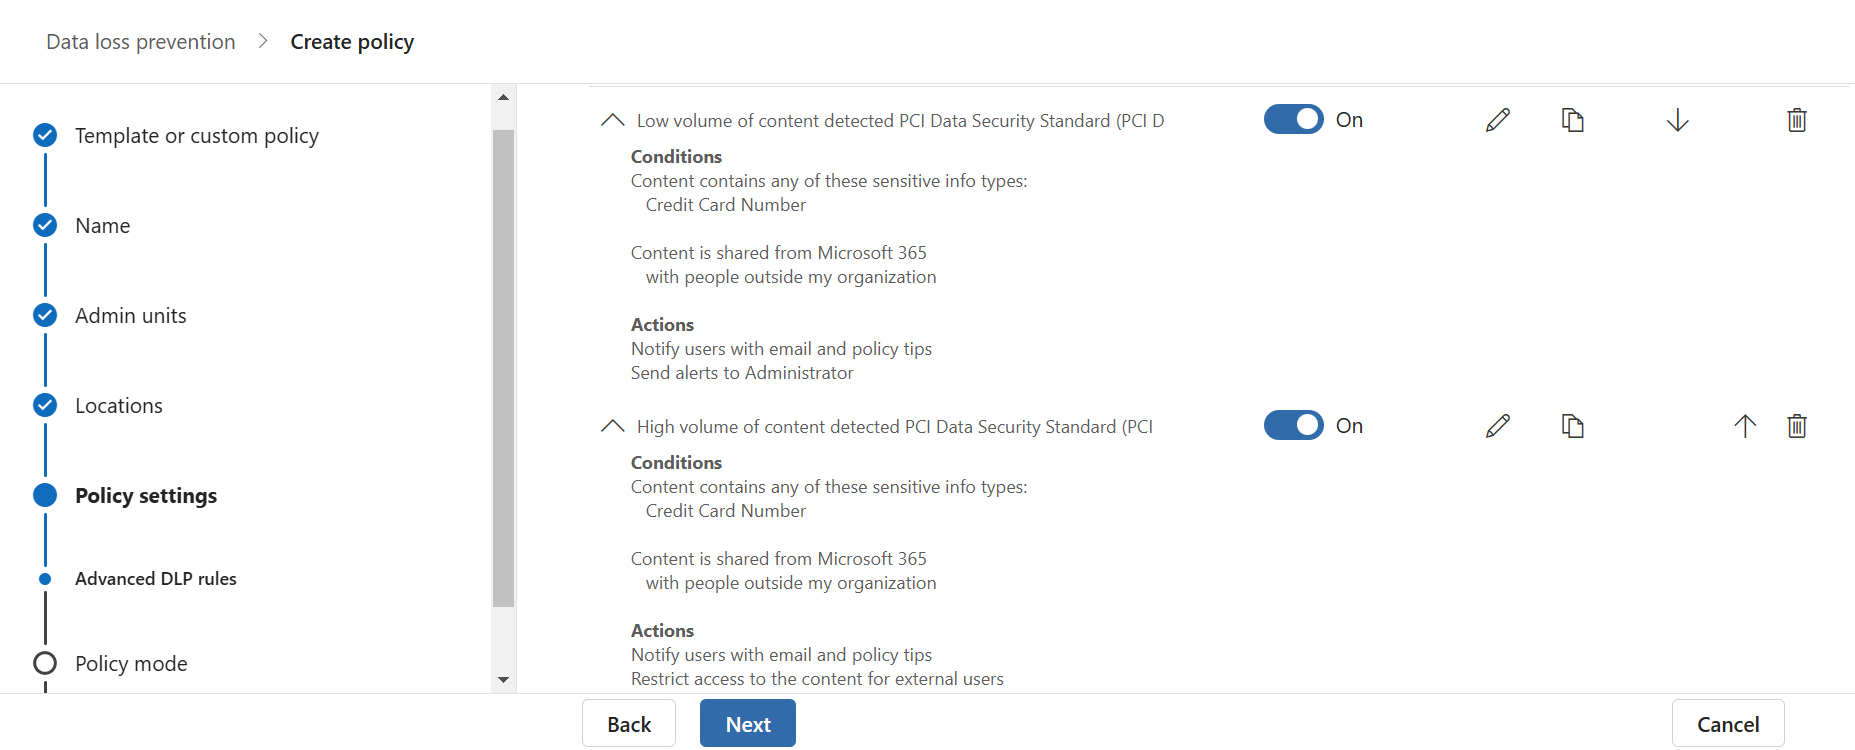 Data loss prevention > Create policy
Template or custom policy
Name
Admin units
Locations
Policy settings
Advanced DLP rules
Policy mode
Low volume of content detected PCI Data Security Standard (PCI D
On
Conditions
Content contains any of these sensitive info types:
Credit Card Number
Content is shared from Microsoft 365
with people outside my organization
Actions
Notify users with email and policy tips
Send alerts to Administrator
High volume of content detected PCI Data Security Standard (PCI
On
Conditions
Content contains any of these sensitive info types:
Credit Card Number
Content is shared from Microsoft 365
with people outside my organization
Actions
Notify users with email and policy tips
Restrict access to the content for external users
Back
Next
Cancel